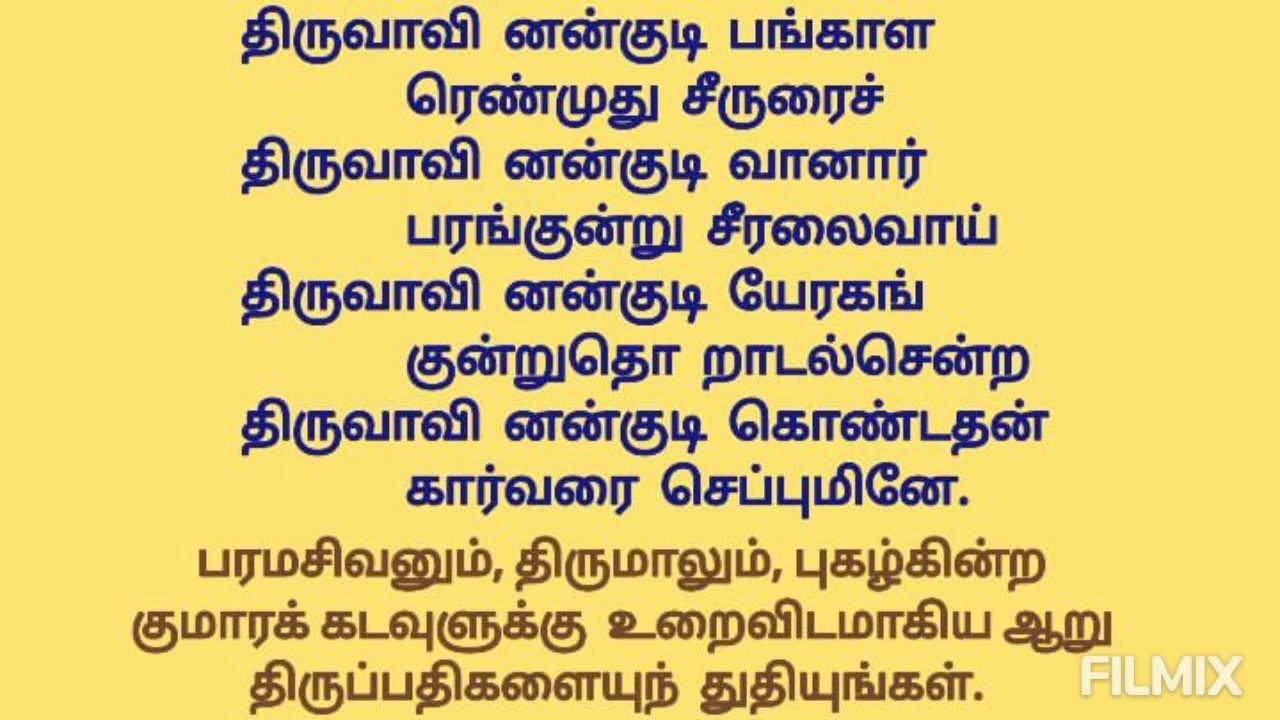 திருவாவி னன்குடி பங்காள
ரெண்முது சீருரைச்
திருவாவி னன்குடி வானார்
பரங்குன்று சீரலைவாய்
திருவாவி னன்குடி யேரகங்
குன்றுதொ றாடல்சென்ற
திருவாவி னன்குடி கொண்டதன்
கார்வரை செப்புமினே.
பரமசிவனும், திருமாலும், புகழ்கின்ற
குமாரக் கடவுளுக்கு உறைவிடமாகிய ஆறு
திருப்பதிகளையுந் துதியுங்கள்.
FILMIX